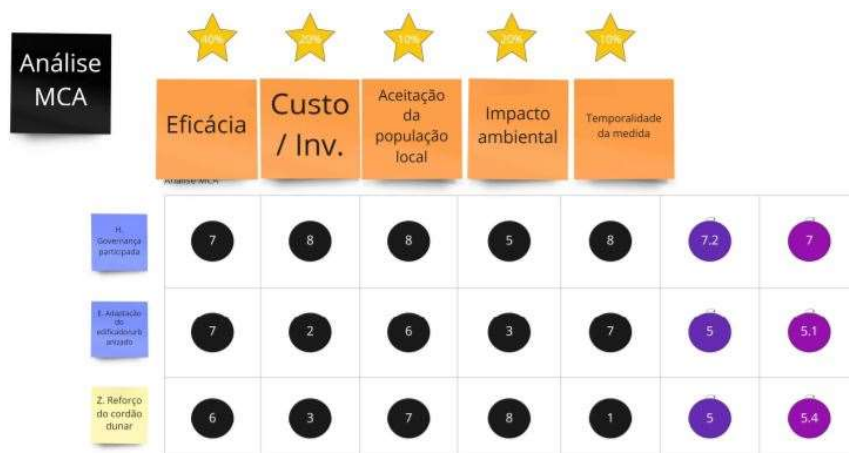 40%
20%
10%
20%
10%
Análise
MCA
Eficácia
Custo
/ Inv.
Aceitação
da
população
local
Impacto
ambiental
Temporalidade
da medida
Análise MCA
H.
Governança
participada
7
8
8
5
8
7.2
7
Adaptação
do
edificado/urb
anizado
7
2
6
3
7
5
5.1
Z. Reforço
do cordão
dunar
6
3
7
8
1
5
5.4